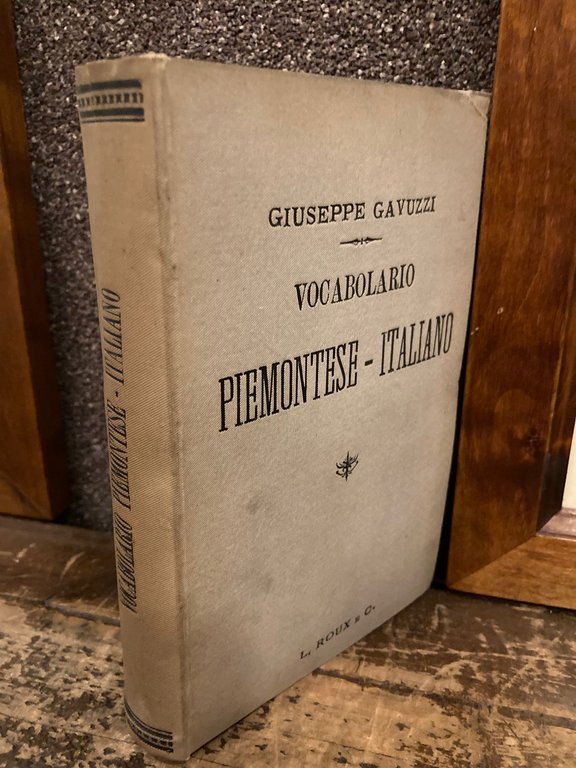 GIUSEPPE GAVUZZI
VOCABOLARIO
PIEMONTESE - ITALIANO
L. ROUX E C.
VOCABOLARIO PIEMONTESE - ITALIANO